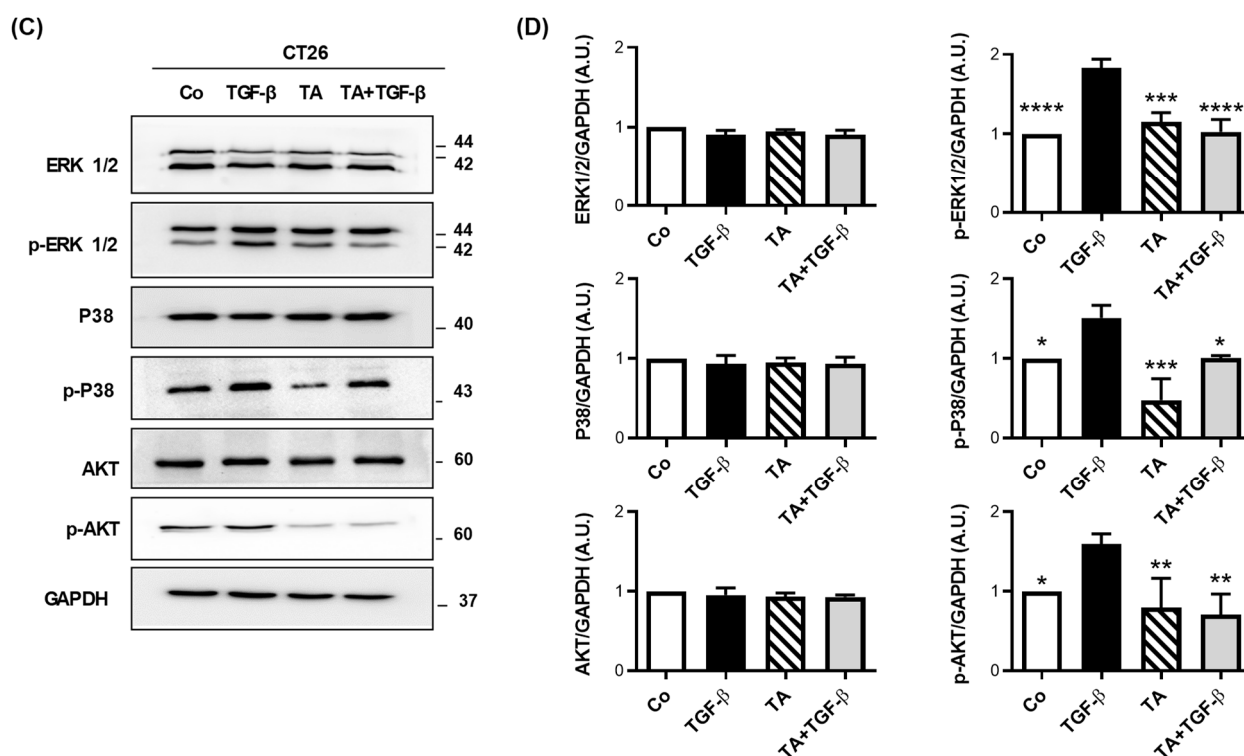 (C)
CT26
Co TGF-β TA TA+TGF-β
ERK 1/2
44
42
p-ERK 1/2
44
42
P38
40
p-P38
43
AKT
60
p-AKT
60
GAPDH
37
(D)
ERK1/2/GAPDH (A.U.)
2
1
0
Co
TGF-β
TA
TA+TGF-β
p-ERK1/2/GAPDH (A.U.)
2
1
0
****
***
****
Co
TGF-β
TA
TA+TGF-β
P38/GAPDH (A.U.)
2
1
0
Co
TGF-β
TA
TA+TGF-β
p-P38/GAPDH (A.U.)
2
1
0
*
***
*
Co
TGF-β
TA
TA+TGF-β
AKT/GAPDH (A.U.)
2
1
0
Co
TGF-β
TA
TA+TGF-β
p-AKT/GAPDH (A.U.)
2
1
0
*
**
**
Co
TGF-β
TA
TA+TGF-β